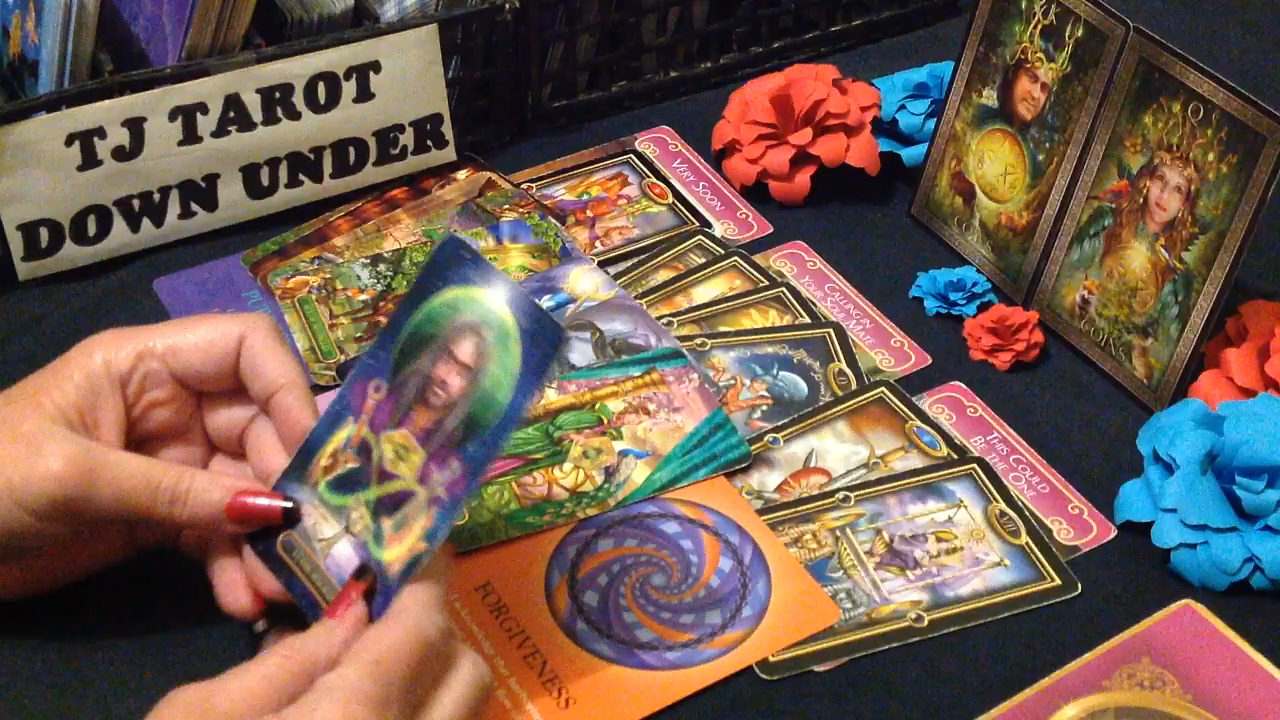 TJ TAROT
DOWN UNDER
VERY SOON
CALLING IN
YOUR SOUL MATE
THIS COULD
BE THE ONE
K
COINS
Q
COINS
VII
FORGIVENESS